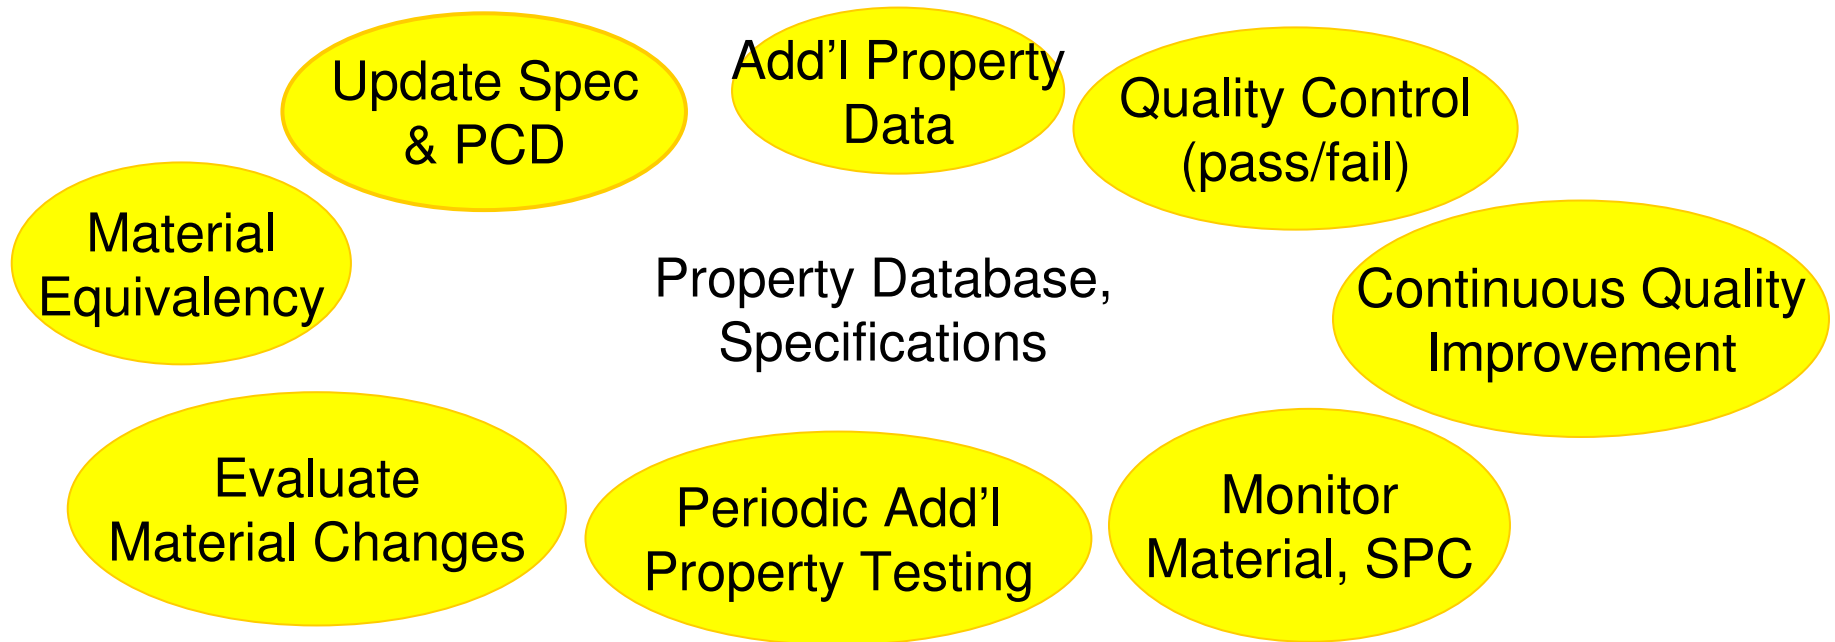 Update Spec
& PCD
Add'l Property
Data
Quality Control
(pass/fail)
Material
Equivalency
Property Database,
Specifications
Continuous Quality
Improvement
Evaluate
Material Changes
Periodic Add'l
Property Testing
Monitor
Material, SPC